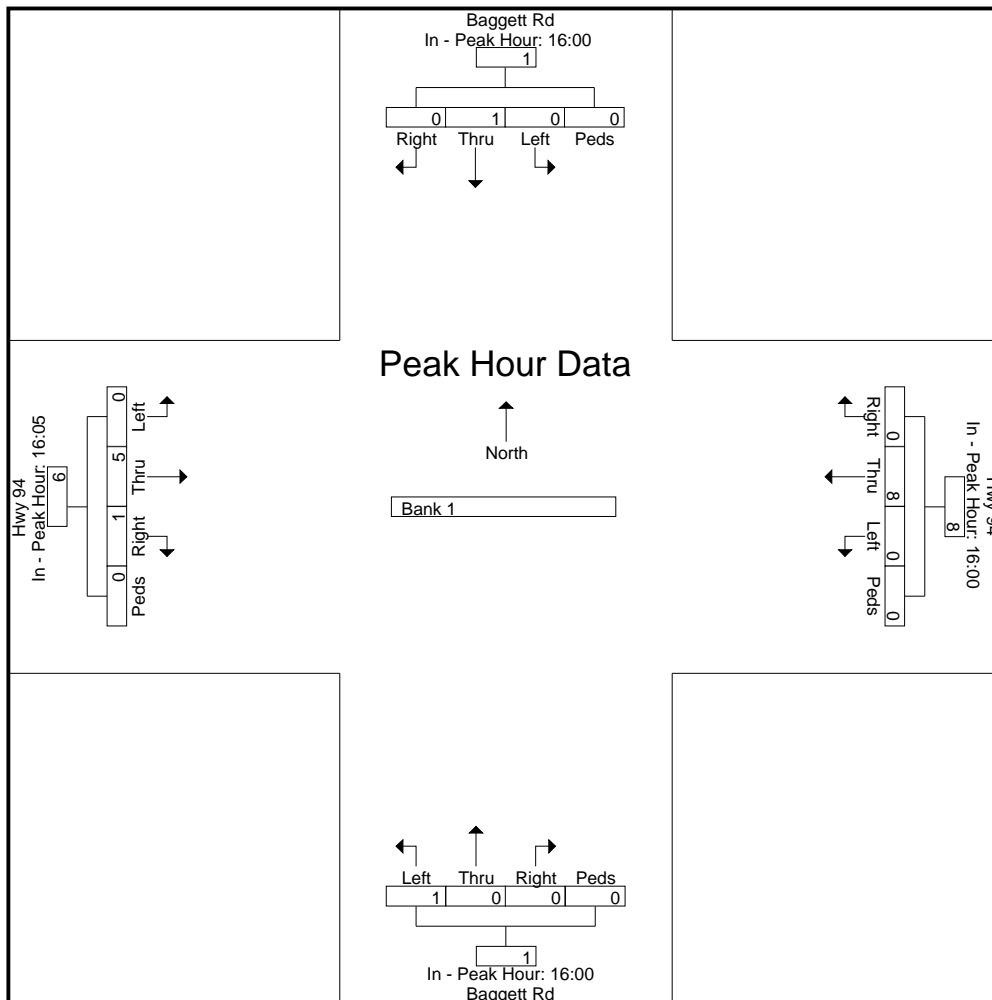 Baggett Rd
In - Peak Hour: 16:00
1
0 1 0 0
Right Thru Left Peds
Peak Hour Data
North
Bank 1
Hwy 94
In - Peak Hour: 16:05
6
0 5 1 0
Left Thru Right Peds
Hwy 94
In - Peak Hour: 16:00
8
0 8 0 0
Right Thru Left Peds
Left Thru Right Peds
1 0 0 0
1
In - Peak Hour: 16:00
Baggett Rd